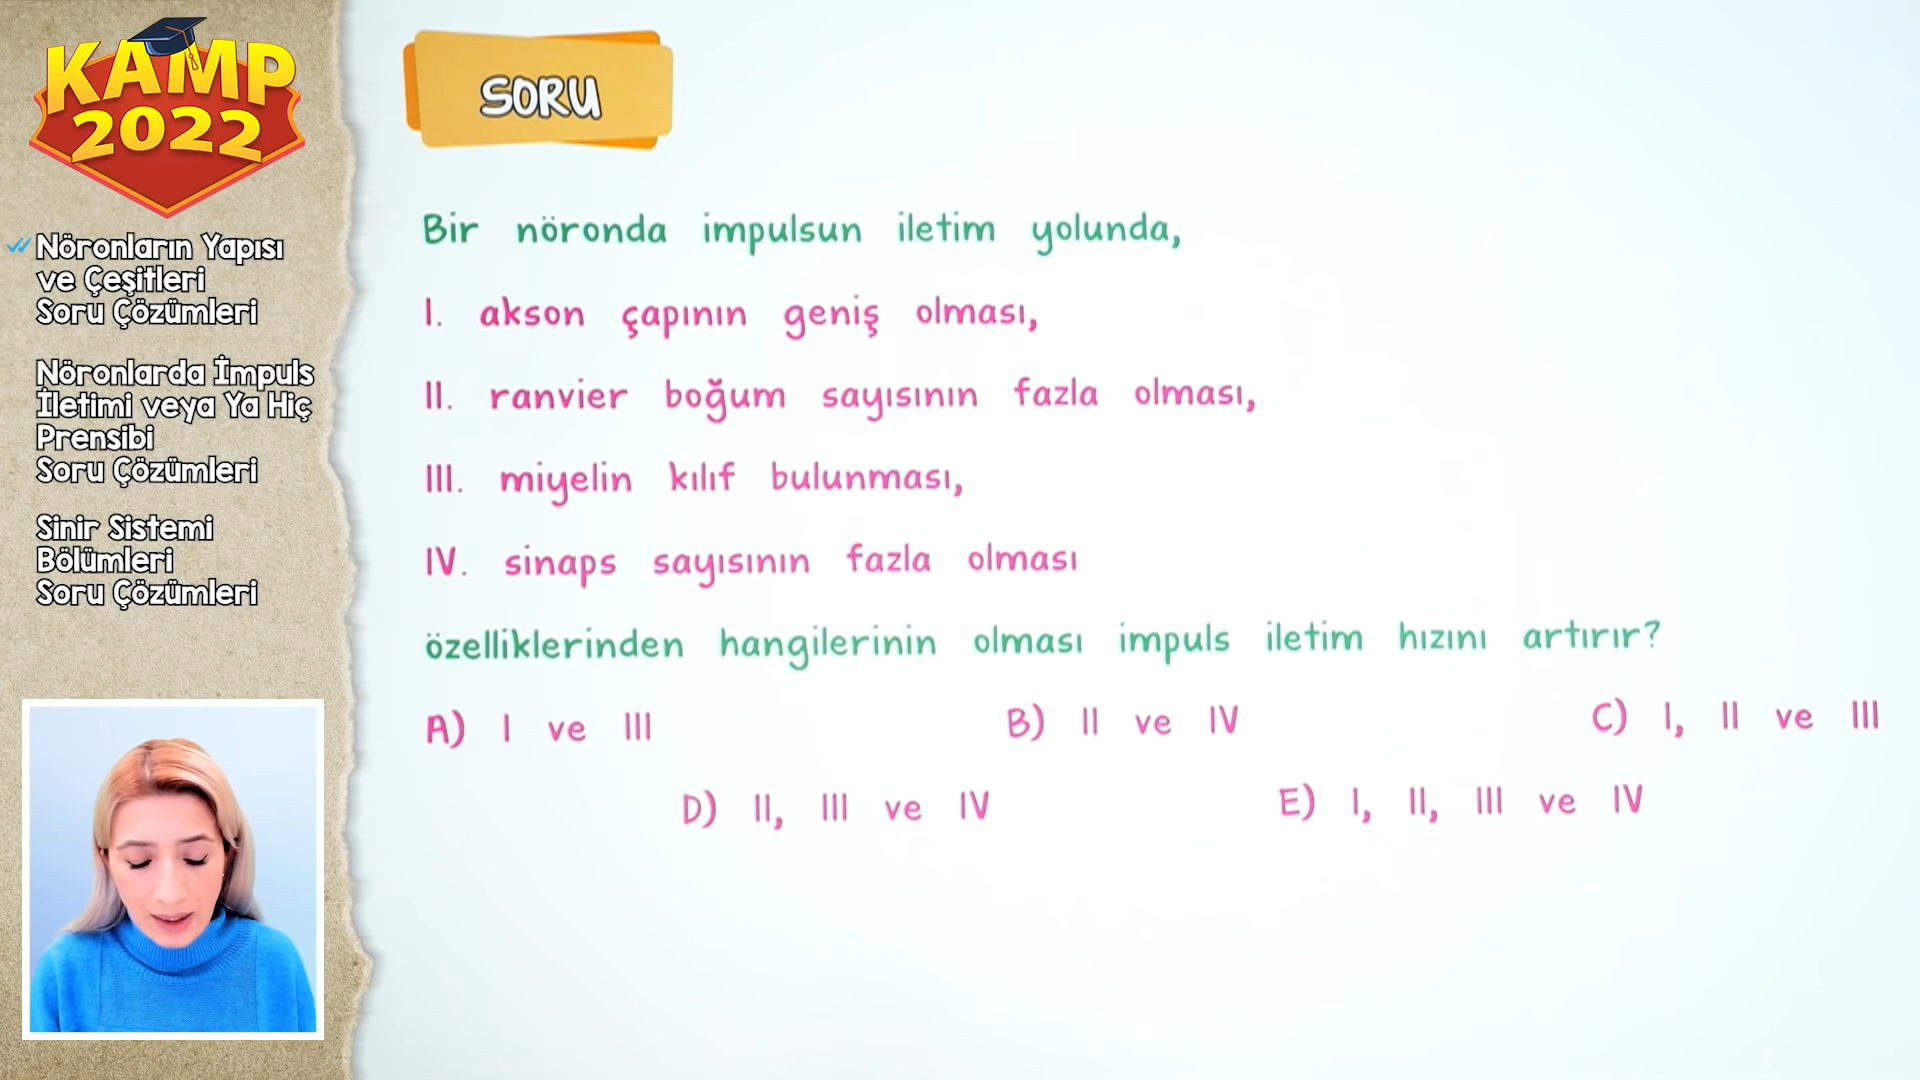 KAMP
2022
Nöronların Yapısı
ve Çeşitleri
Soru Çözümleri
Nöronlarda İmpuls
İletimi veya Ya Hiç
Prensibi
Soru Çözümleri
Sinir Sistemi
Bölümleri
Soru Çözümleri
SORU
Bir nöronda impulsun iletim yolunda,
I. akson çapının geniş olması,
II. ranvier boğum sayısının fazla olması,
III. miyelin kılıf bulunması,
IV. sinaps sayısının fazla olması
özelliklerinden hangilerinin olması impuls iletim hızını artırır?
A) I ve III B) II ve IV C) I, II ve III
D) II, III ve IV E) I, II, III ve IV